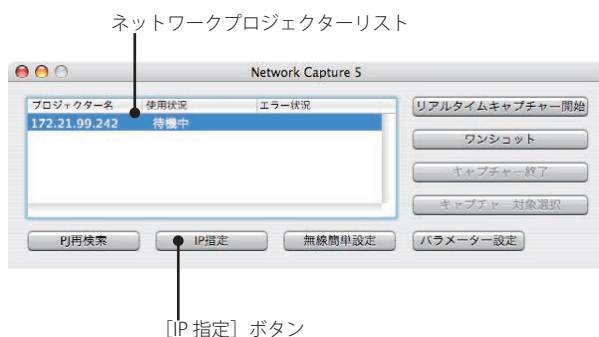 ネットワークプロジェクターリスト
Network Capture 5
プロジェクター名 使用状況 エラー状況
172.21.99.242 待機中
リアルタイムキャプチャー開始
ワンショット
キャプチャー終了
キャプチャー 対象選択
PJ再検索 IP指定 無線簡単設定 パラメーター設定
［IP 指定］ボタン